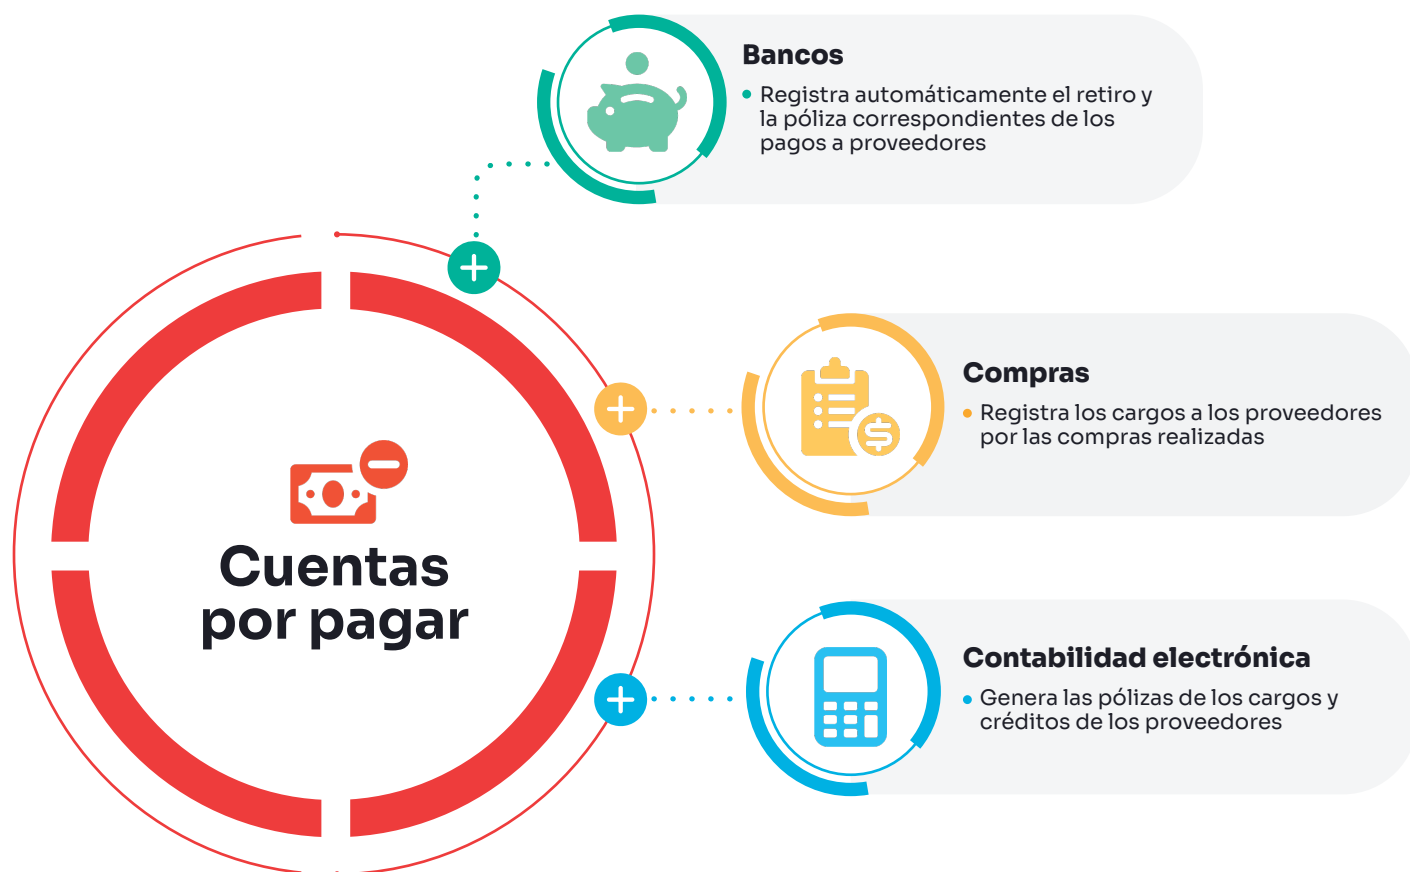 Bancos
• Registra automáticamente el retiro y
la póliza correspondientes de los
pagos a proveedores
Cuentas
por pagar
Compras
• Registra los cargos a los proveedores
por las compras realizadas
Contabilidad electrónica
• Genera las pólizas de los cargos y
créditos de los proveedores